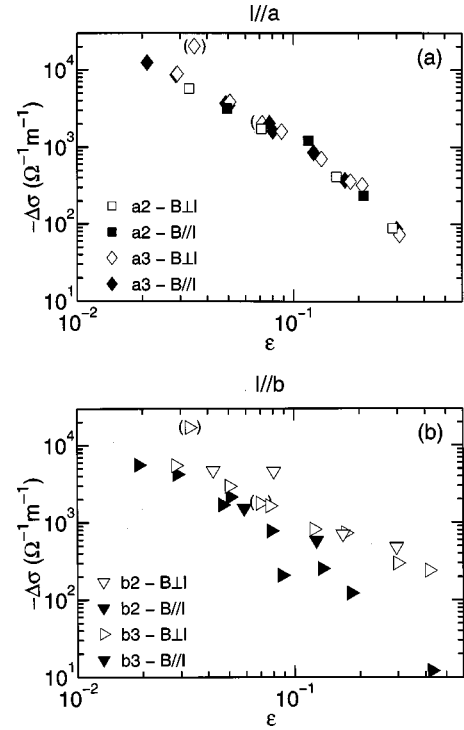 I//a
(a)
10⁴
10³
10²
10¹
−Δσ (Ω⁻¹m⁻¹)
( )
( )
a2 – B⊥I
a2 – B//I
a3 – B⊥I
a3 – B//I
10⁻² 10⁻¹
ε
I//b
(b)
10⁴
10³
10²
10¹
−Δσ (Ω⁻¹m⁻¹)
( )
( )
b2 – B⊥I
b2 – B//I
b3 – B⊥I
b3 – B//I
10⁻² 10⁻¹
ε